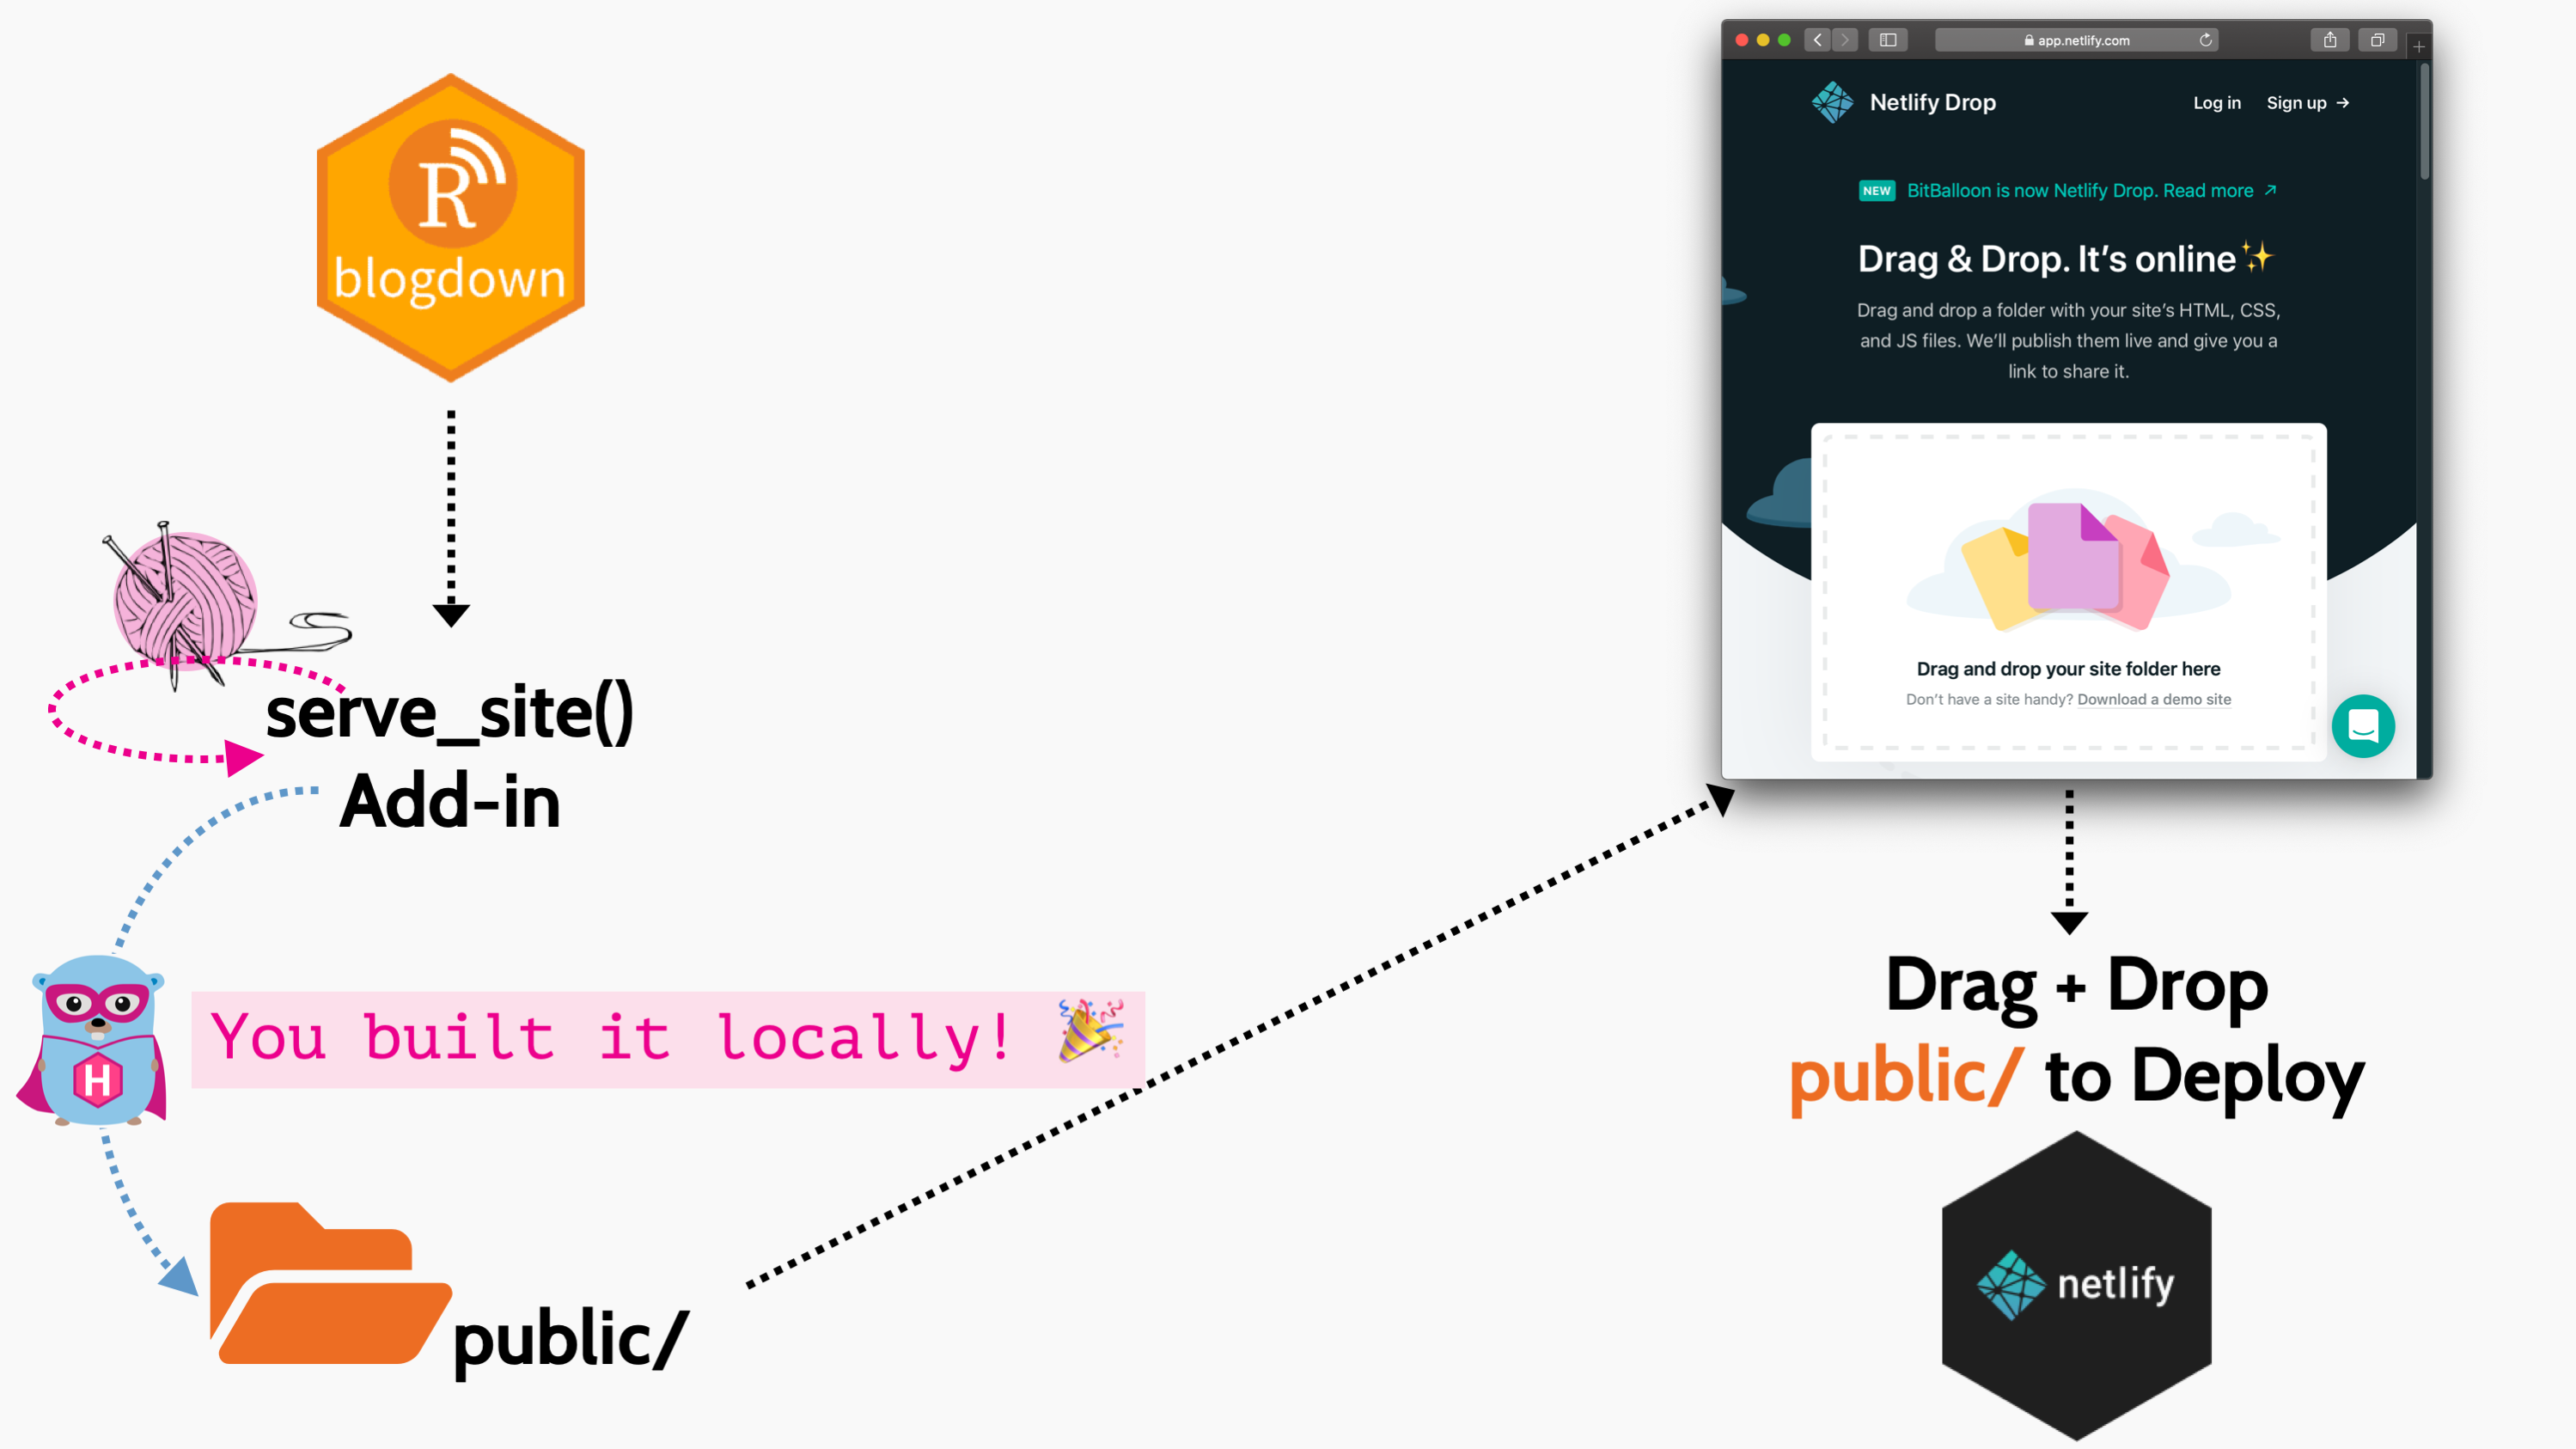 R
blogdown
serve_site()
Add-in
H
You built it locally! 🎉
public/
app.netlify.com
Netlify Drop
Log in
Sign up →
NEW BitBalloon is now Netlify Drop. Read more ↗
Drag & Drop. It’s online✨
Drag and drop a folder with your site’s HTML, CSS,
and JS files. We’ll publish them live and give you a
link to share it.
Drag and drop your site folder here
Don’t have a site handy? Download a demo site
Drag + Drop
public/ to Deploy
netlify